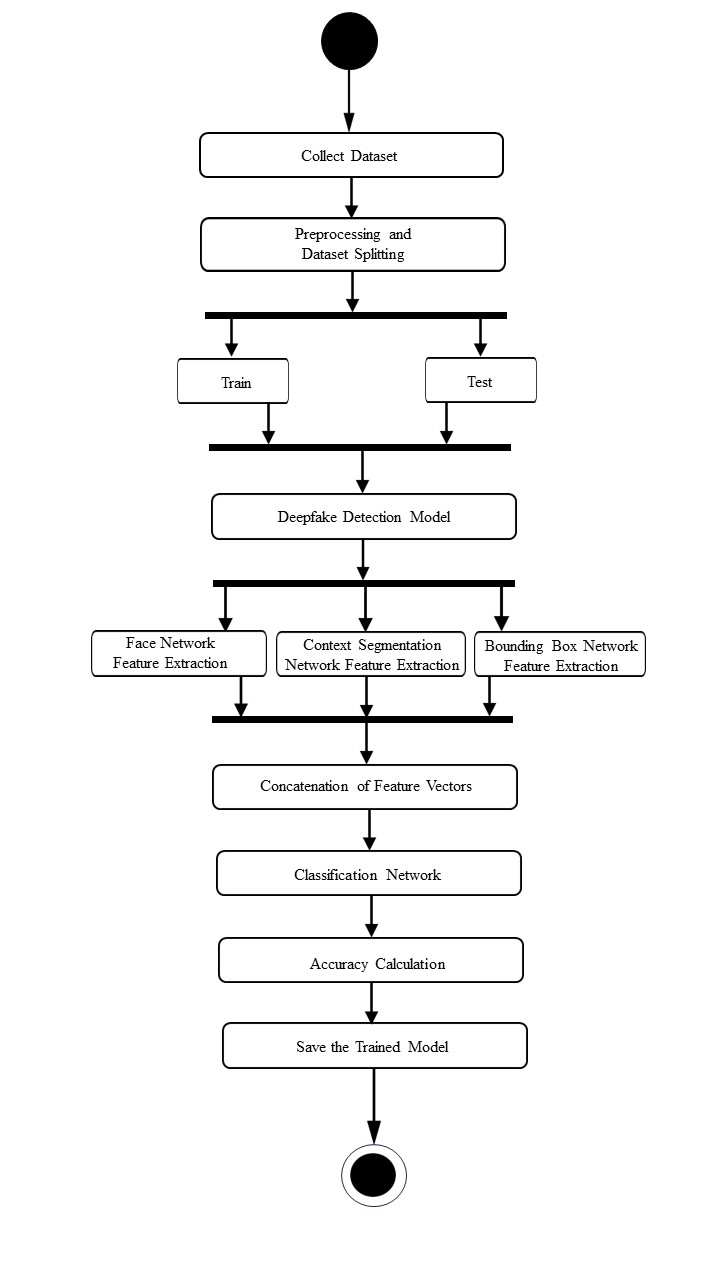 Collect Dataset
Preprocessing and
Dataset Splitting
Train
Test
Deepfake Detection Model
Face Network
Feature Extraction
Context Segmentation
Network Feature Extraction
Bounding Box Network
Feature Extraction
Concatenation of Feature Vectors
Classification Network
Accuracy Calculation
Save the Trained Model